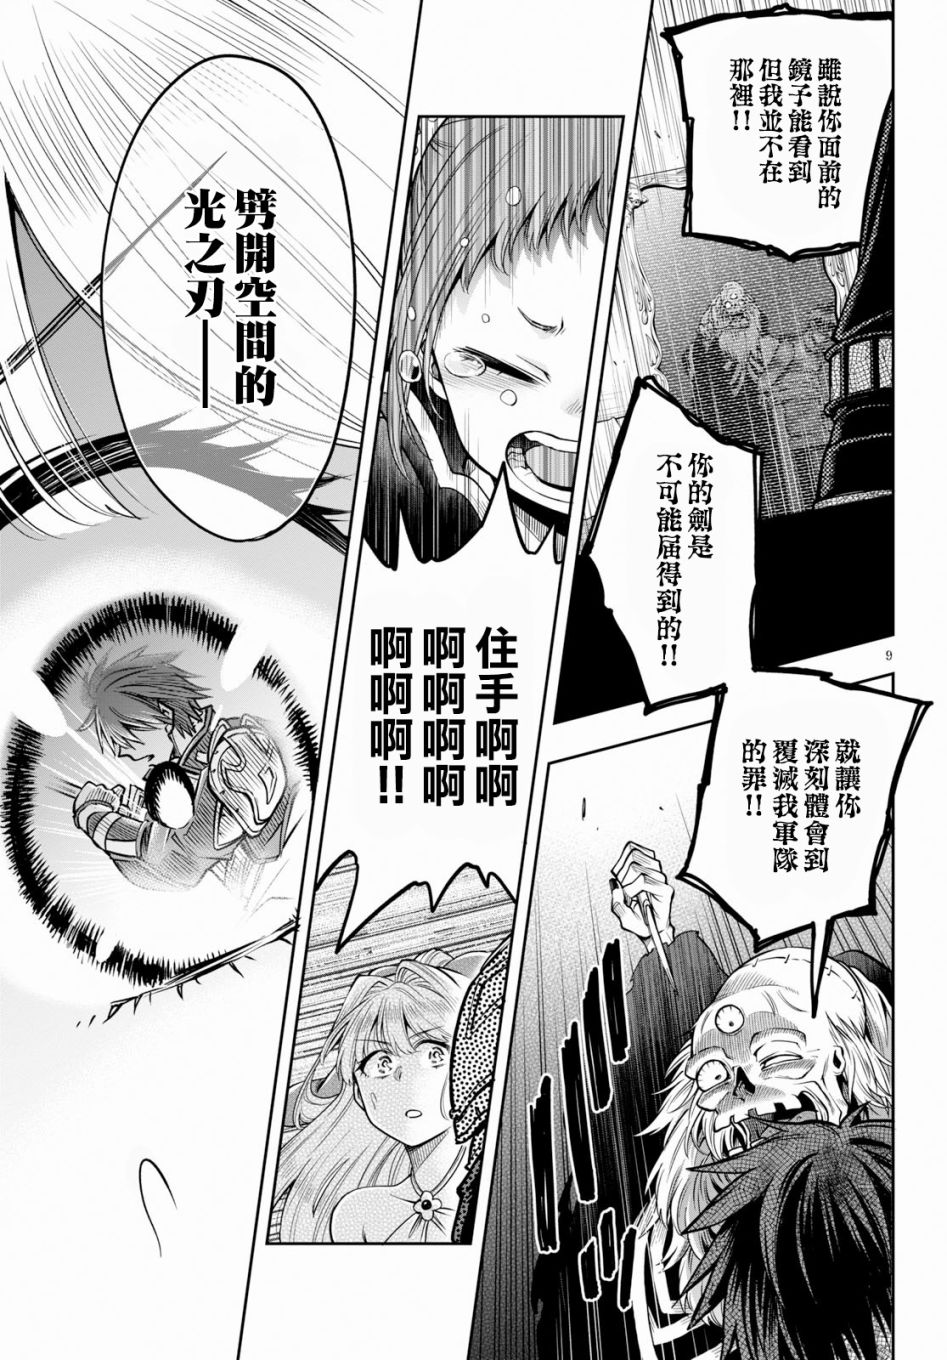 雖說你面前的
鏡子能看到
但我並不在
那裡!!
你的劍是
不可能届得到的!!
9
就讓你
深刻體會到
覆滅我軍隊
的罪!!
住手啊啊
啊啊啊啊
啊啊啊!!
劈開空間的
光之刃——